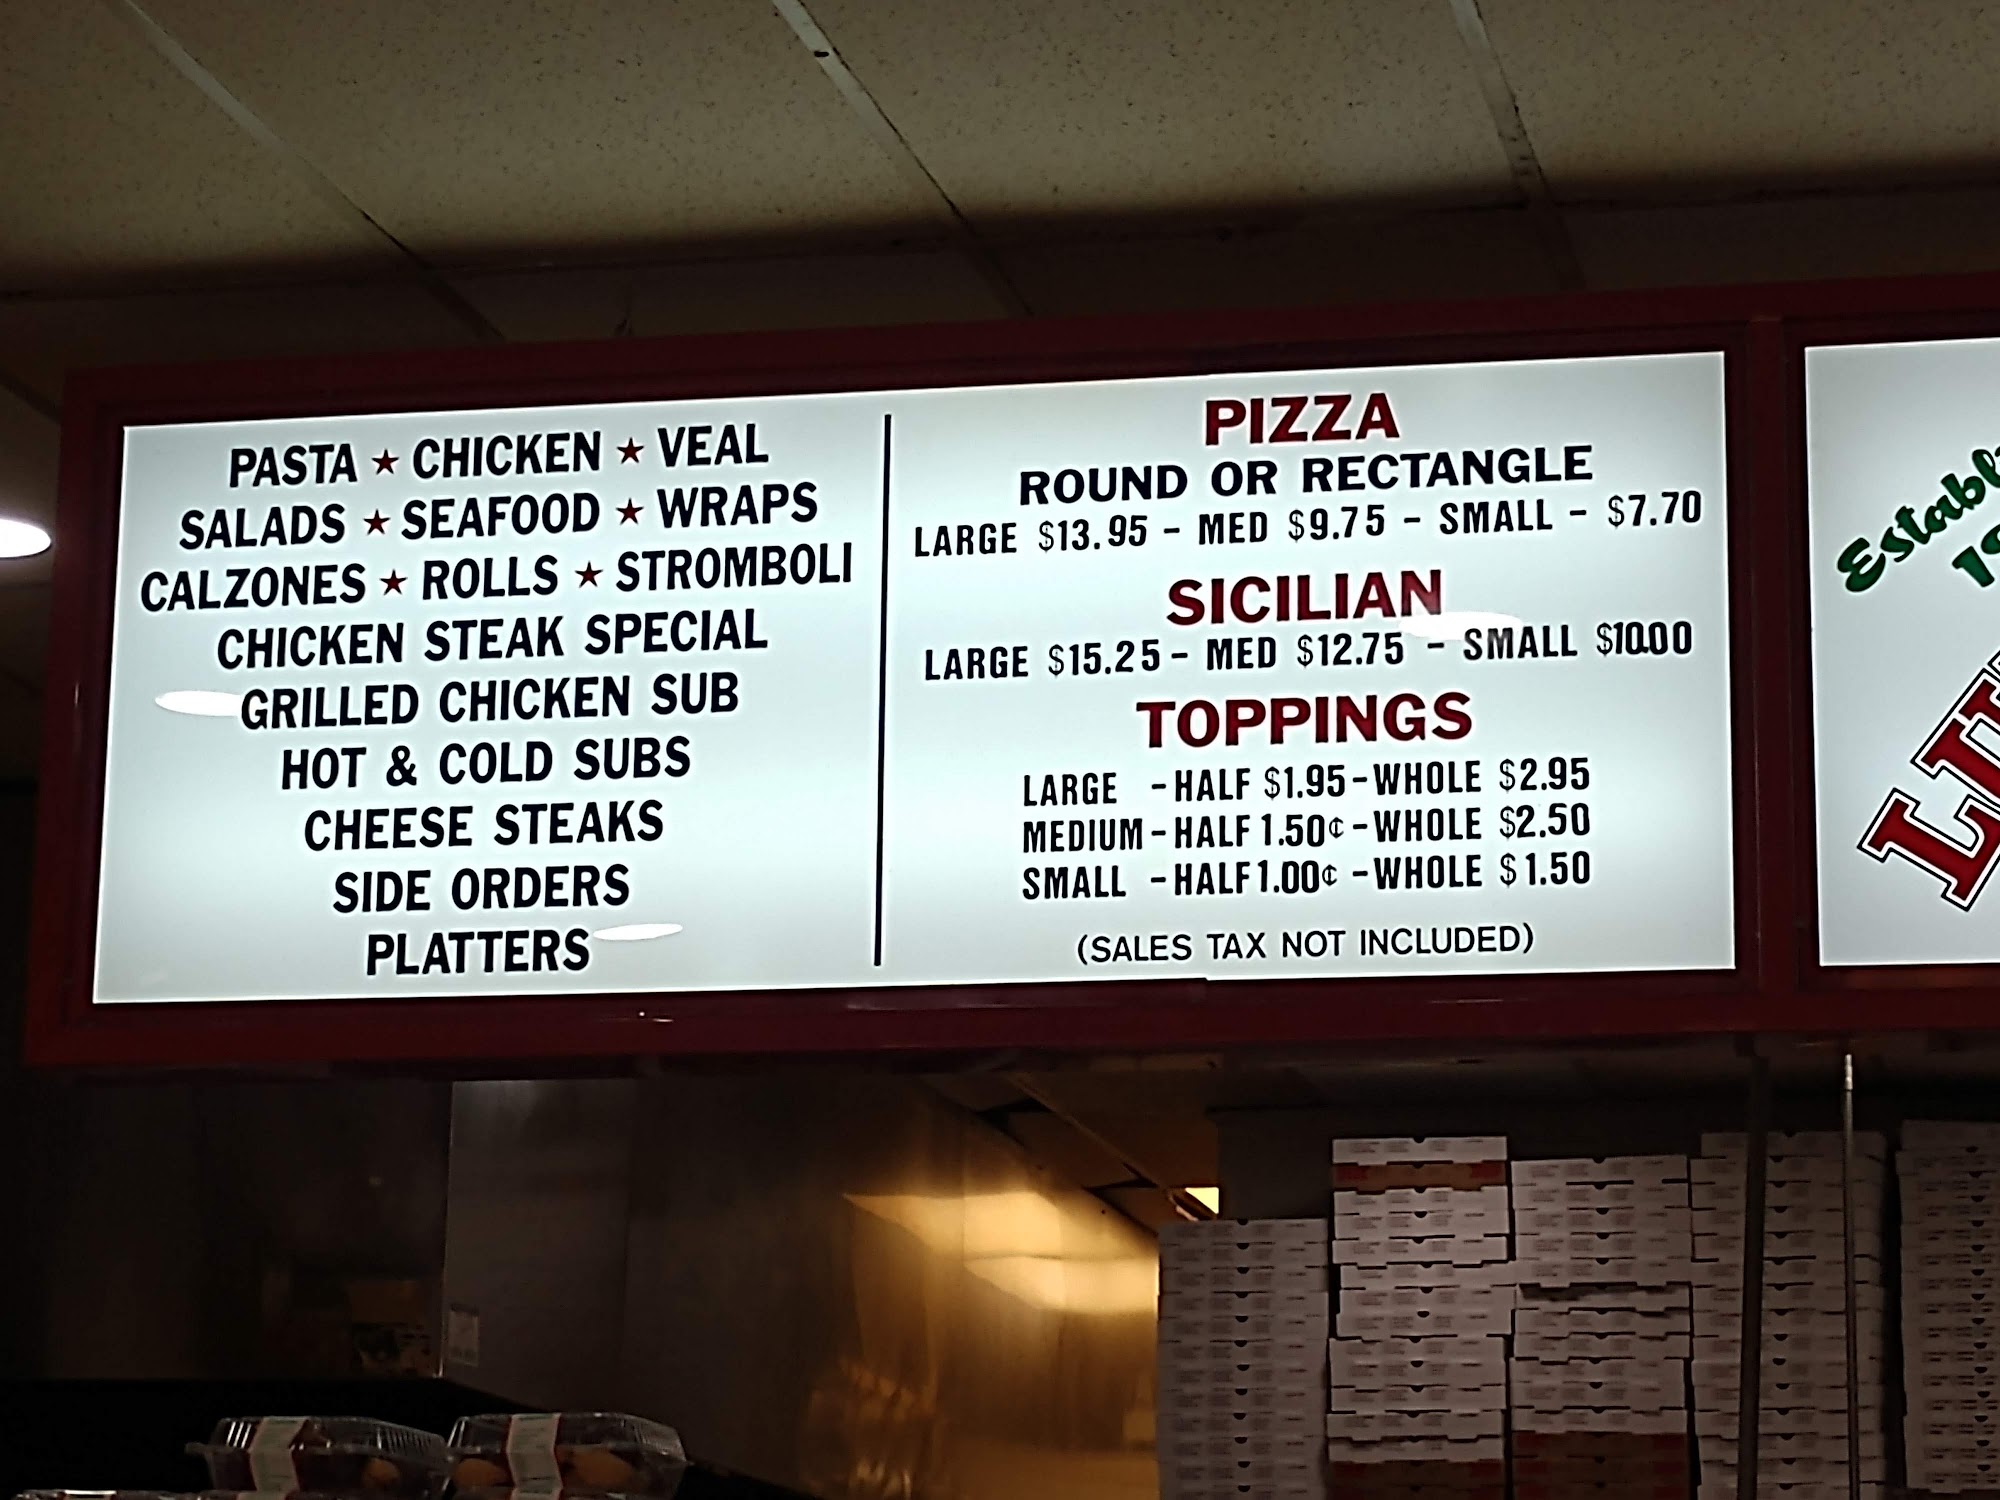 PASTA ★ CHICKEN ★ VEAL
SALADS ★ SEAFOOD ★ WRAPS
CALZONES ★ ROLLS ★ STROMBOLI
CHICKEN STEAK SPECIAL
GRILLED CHICKEN SUB
HOT & COLD SUBS
CHEESE STEAKS
SIDE ORDERS
PLATTERS
PIZZA
ROUND OR RECTANGLE
LARGE $13.95 - MED $9.75 - SMALL - $7.70
SICILIAN
LARGE $15.25 - MED $12.75 - SMALL $10.00
TOPPINGS
LARGE - HALF $1.95 - WHOLE $2.95
MEDIUM - HALF 1.50¢ - WHOLE $2.50
SMALL - HALF 1.00¢ - WHOLE $1.50
(SALES TAX NOT INCLUDED)